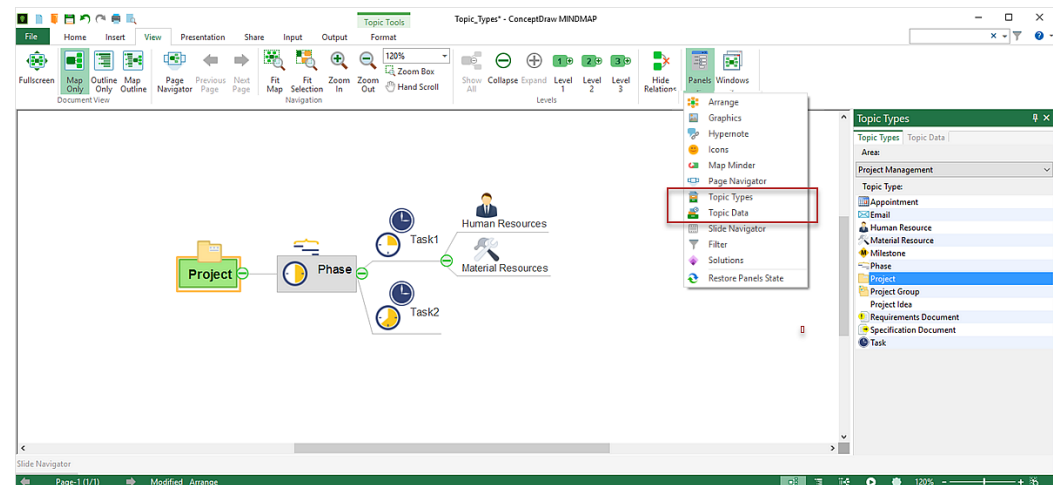 Topic Tools
Topic_Types* - ConceptDraw MINDMAP
File Home Insert View Presentation Share Input Output Format
Fullscreen
Map Only
Outline Only
Map Outline
Document View
Page Navigator
Previous Page
Next Page
Fit Map
Fit Selection
Zoom In
Zoom Out
120%
Zoom Box
Hand Scroll
Navigation
Show All
Collapse
Expand
Level 1
Level 2
Level 3
Levels
Hide Relations
Panels
Windows
Arrange
Graphics
Hypernote
Icons
Map Minder
Page Navigator
Topic Types
Topic Data
Slide Navigator
Filter
Solutions
Restore Panels State
Project
Phase
Task1
Task2
Human Resources
Material Resources
Topic Types
Topic Types Topic Data
Area:
Project Management
Topic Type:
Appointment
Email
Human Resource
Material Resource
Milestone
Phase
Project
Project Group
Project Idea
Requirements Document
Specification Document
Task
Slide Navigator
Page-1 (1/1) Modified Arrange 120%